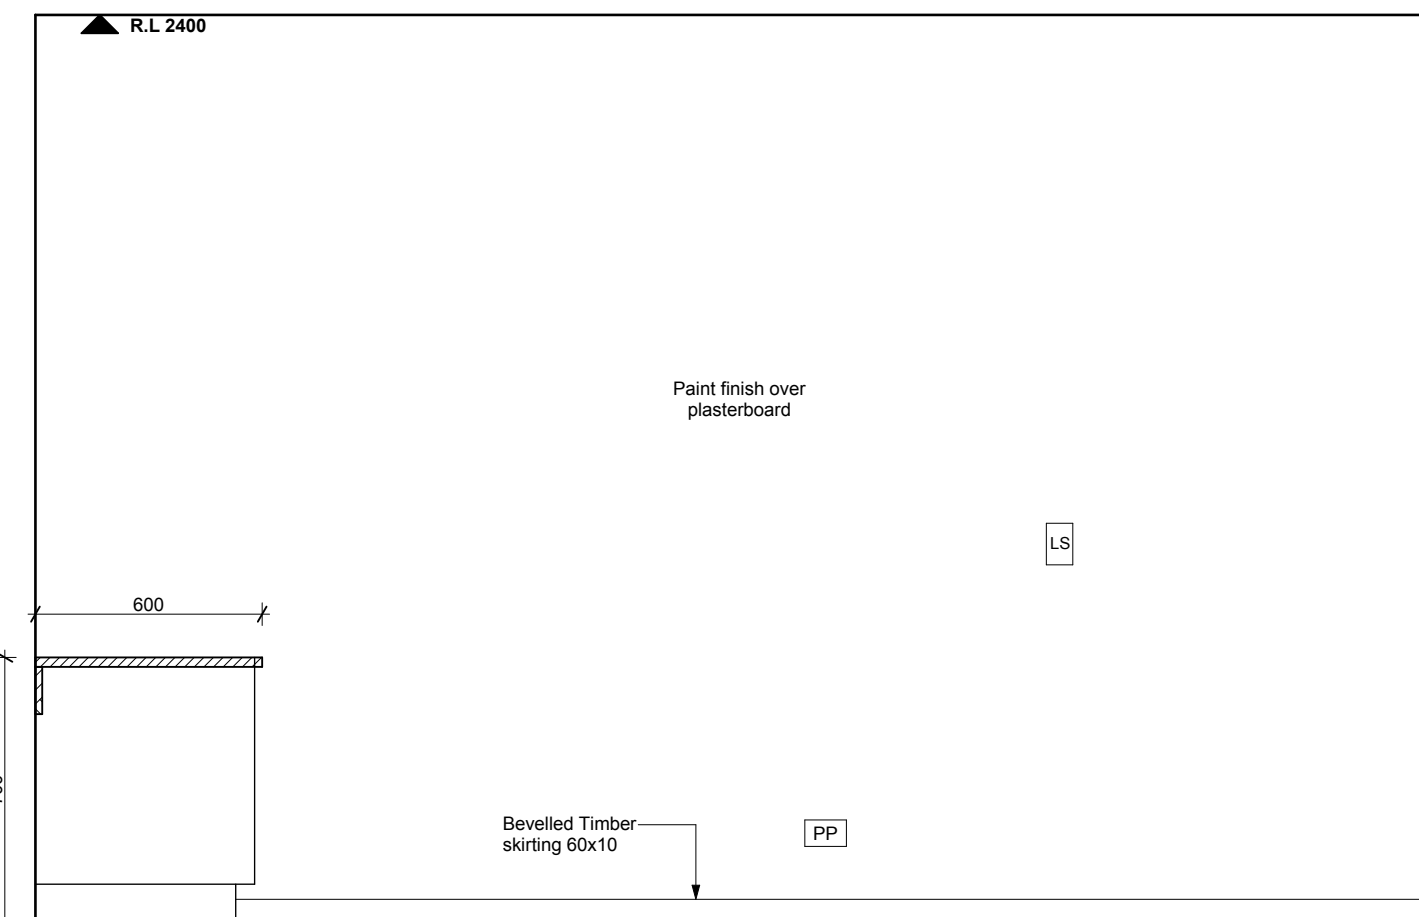 R.L 2400
Paint finish over
plasterboard
LS
600
Bevelled Timber
skirting 60x10
PP